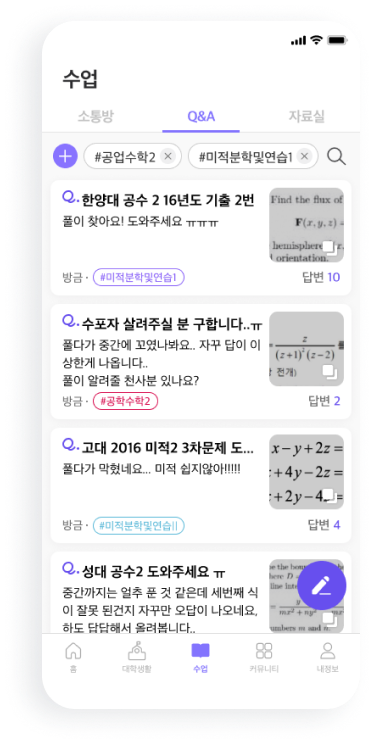 수업
소통방 Q&A 자료실
#공업수학2 × #미적분학및연습1 ×
Q. 한양대 공수 2 16년도 기출 2번
풀이 찾아요! 도와주세요 ㅠㅠㅠ
Find the flux of
F(x, y, z) =
hemisphere
orientation.
방금 · #미적분학및연습1 답변 10
Q. 수포자 살려주실 분 구합니다..ㅠ
풀다가 중간에 꼬였나봐요.. 자꾸 답이 이
상한게 나옵니다..
풀이 알려줄 천사분 있나요?
z
(z+1)²(z−2)
전개)
방금 · #공학수학2 답변 2
Q. 고대 2016 미적2 3차문제 도...
풀다가 막혔네요... 미적 쉽지않아!!!!!
x − y + 2z =
+ 4y − 2z =
+ 2y − 4
방금 · #미적분학및연습|| 답변 4
Q. 성대 공수2 도와주세요 ㅠ
중간까지는 얼추 푼 것 같은데 세번째 식
이 잘못 된건지 자꾸만 오답이 나오네요,
하도 답답해서 올려봅니다..
홈 대학생활 수업 커뮤니티 내정보